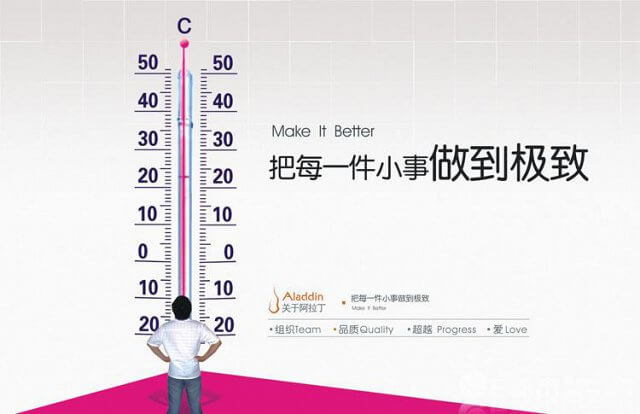 C
50 50
40 40
30 30
20 20
10 10
0 0
10 10
20 20
Make It Better
把每一件小事做到极致
Aladdin
关于阿拉丁
•把每一件小事做到极致
Make It Better
•组织Team •品质Quality •超越 Progress •爱 Love